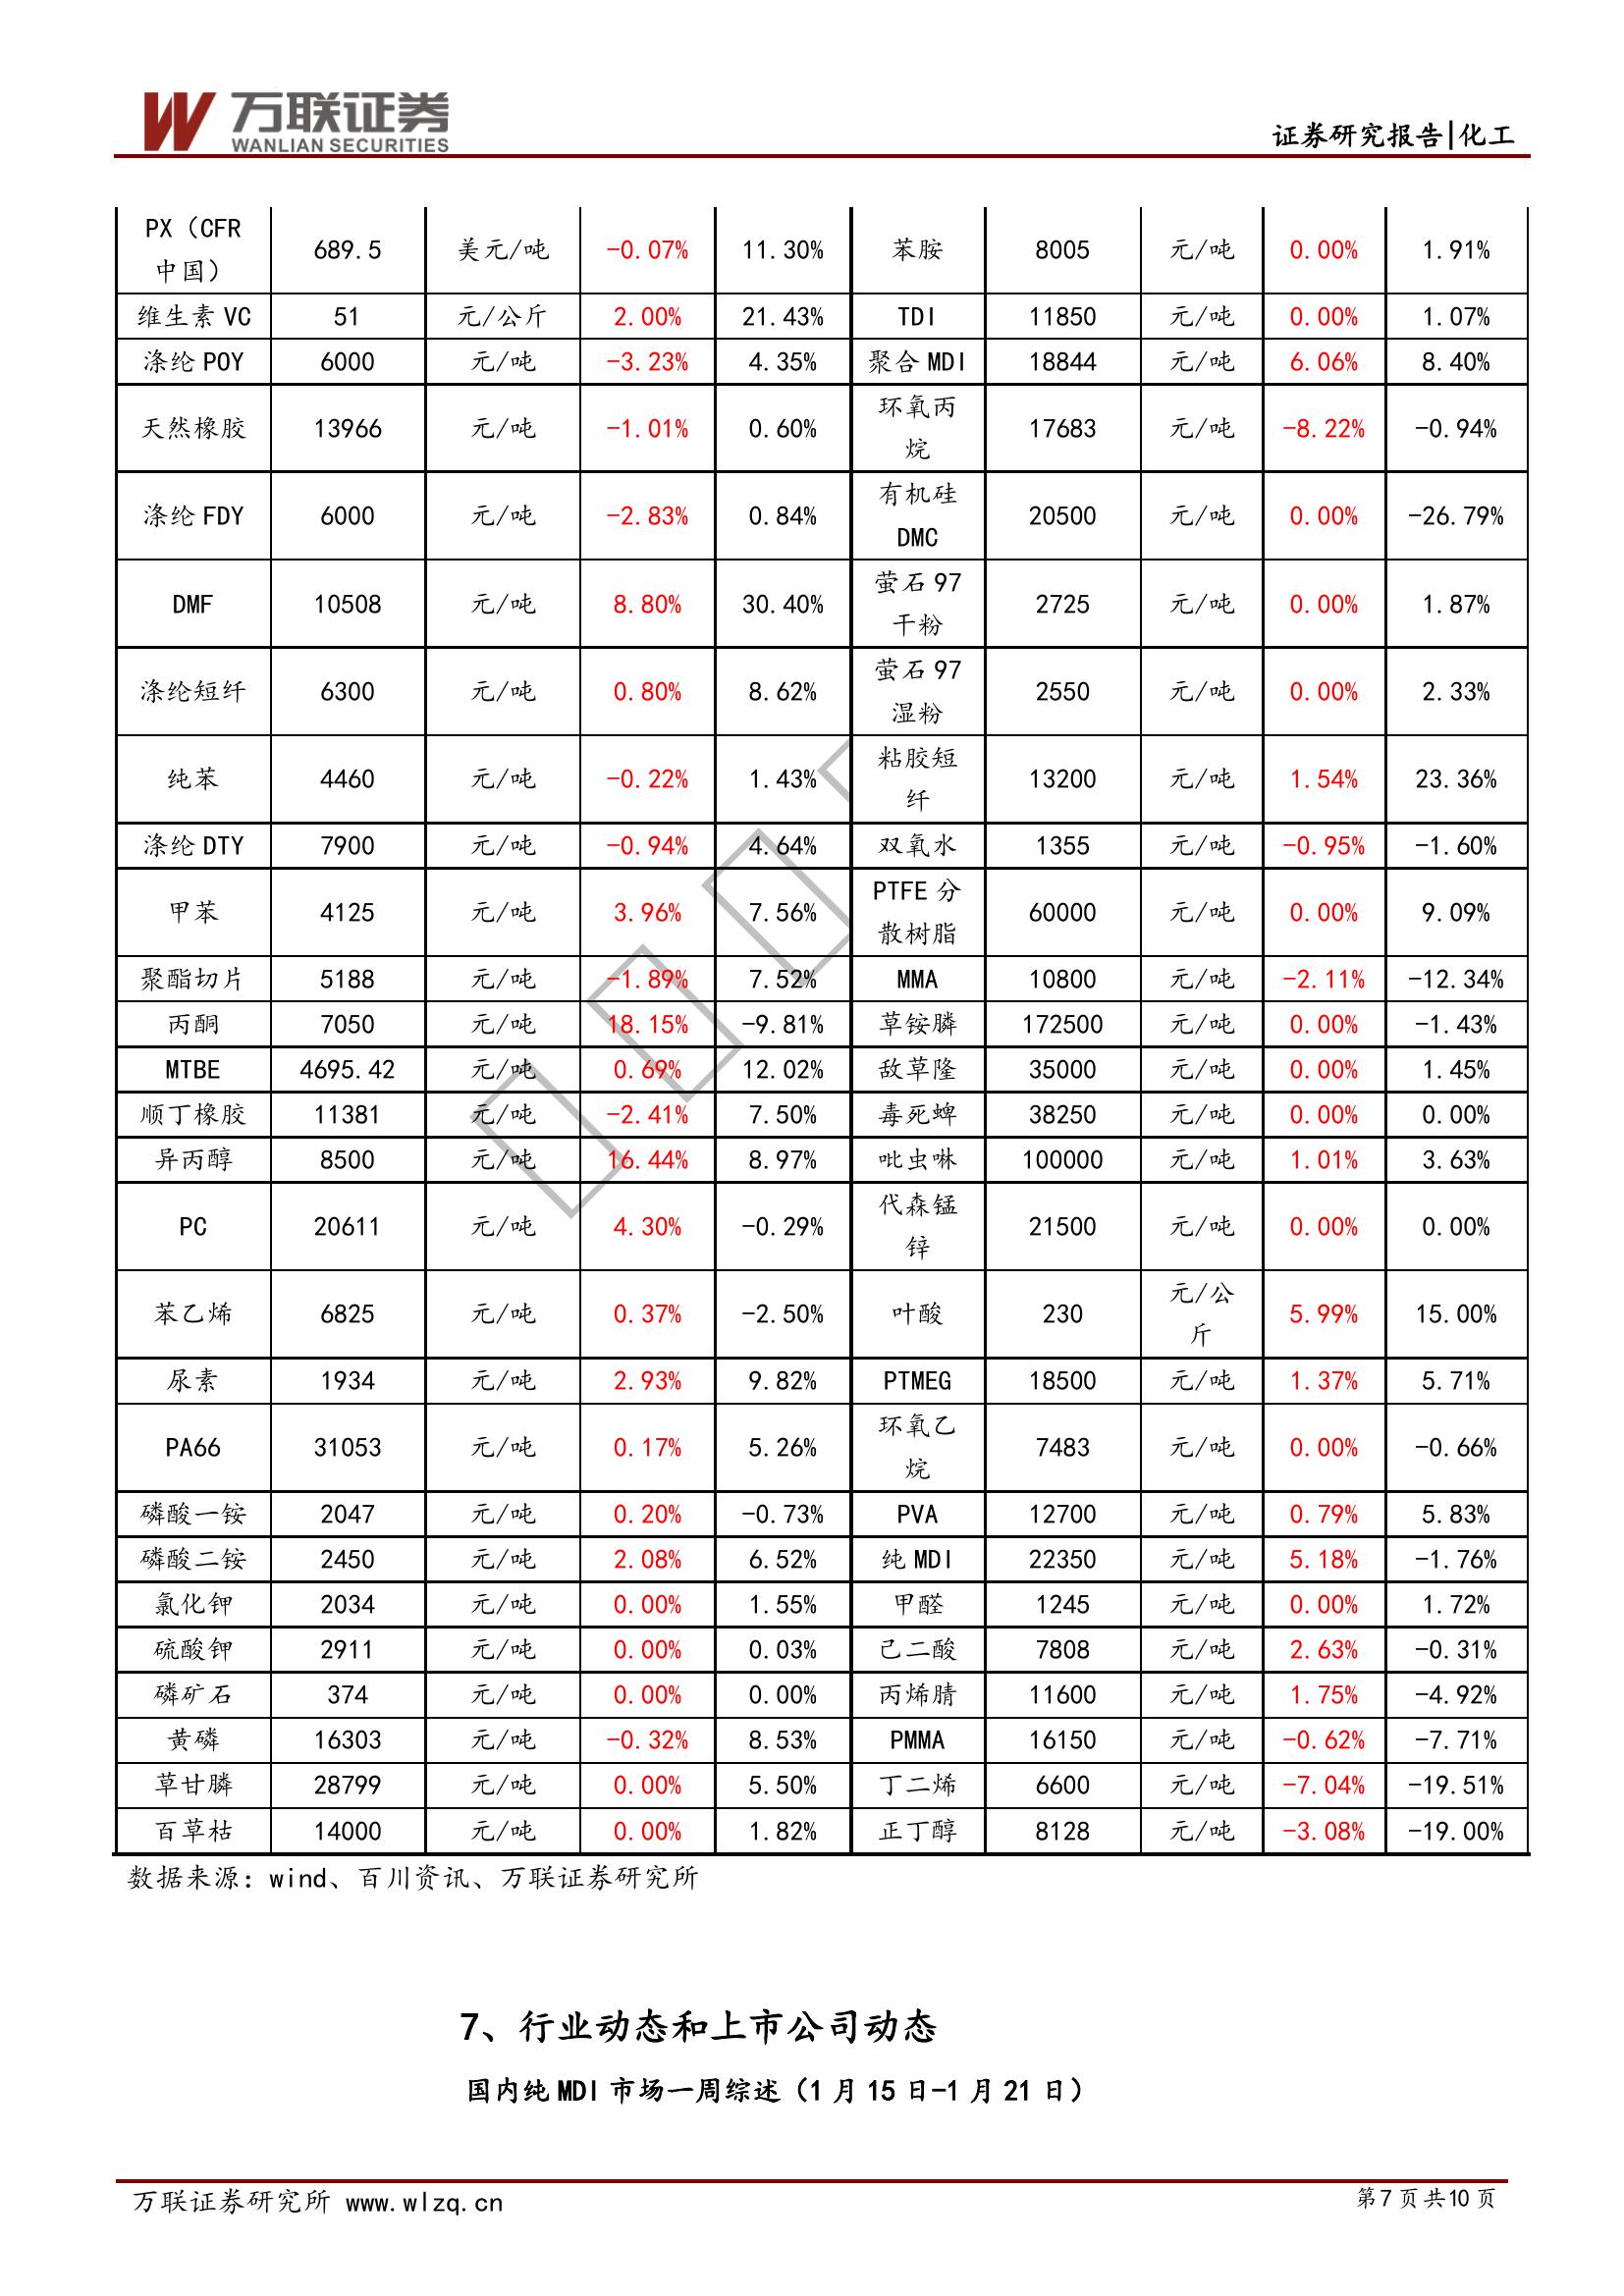 万联证券
WANLIAN SECURITIES
证券研究报告|化工
PX（CFR 中国） 689.5 美元/吨 -0.07% 11.30% 苯胺 8005 元/吨 0.00% 1.91%
维生素 VC 51 元/公斤 2.00% 21.43% TDI 11850 元/吨 0.00% 1.07%
涤纶 POY 6000 元/吨 -3.23% 4.35% 聚合 MDI 18844 元/吨 6.06% 8.40%
天然橡胶 13966 元/吨 -1.01% 0.60% 环氧丙烷 17683 元/吨 -8.22% -0.94%
涤纶 FDY 6000 元/吨 -2.83% 0.84% 有机硅 DMC 20500 元/吨 0.00% -26.79%
DMF 10508 元/吨 8.80% 30.40% 萤石 97 干粉 2725 元/吨 0.00% 1.87%
涤纶短纤 6300 元/吨 0.80% 8.62% 萤石 97 湿粉 2550 元/吨 0.00% 2.33%
纯苯 4460 元/吨 -0.22% 1.43% 粘胶短纤 13200 元/吨 1.54% 23.36%
涤纶 DTY 7900 元/吨 -0.94% 4.64% 双氧水 1355 元/吨 -0.95% -1.60%
甲苯 4125 元/吨 3.96% 7.56% PTFE 分散树脂 60000 元/吨 0.00% 9.09%
聚酯切片 5188 元/吨 -1.89% 7.52% MMA 10800 元/吨 -2.11% -12.34%
丙酮 7050 元/吨 18.15% -9.81% 草铵膦 172500 元/吨 0.00% -1.43%
MTBE 4695.42 元/吨 0.69% 12.02% 敌草隆 35000 元/吨 0.00% 1.45%
顺丁橡胶 11381 元/吨 -2.41% 7.50% 毒死蜱 38250 元/吨 0.00% 0.00%
异丙醇 8500 元/吨 16.44% 8.97% 吡虫啉 100000 元/吨 1.01% 3.63%
PC 20611 元/吨 4.30% -0.29% 代森锰锌 21500 元/吨 0.00% 0.00%
苯乙烯 6825 元/吨 0.37% -2.50% 叶酸 230 元/公斤 5.99% 15.00%
尿素 1934 元/吨 2.93% 9.82% PTMEG 18500 元/吨 1.37% 5.71%
PA66 31053 元/吨 0.17% 5.26% 环氧乙烷 7483 元/吨 0.00% -0.66%
磷酸一铵 2047 元/吨 0.20% -0.73% PVA 12700 元/吨 0.79% 5.83%
磷酸二铵 2450 元/吨 2.08% 6.52% 纯 MDI 22350 元/吨 5.18% -1.76%
氯化钾 2034 元/吨 0.00% 1.55% 甲醛 1245 元/吨 0.00% 1.72%
硫酸钾 2911 元/吨 0.00% 0.03% 己二酸 7808 元/吨 2.63% -0.31%
磷矿石 374 元/吨 0.00% 0.00% 丙烯腈 11600 元/吨 1.75% -4.92%
黄磷 16303 元/吨 -0.32% 8.53% PMMA 16150 元/吨 -0.62% -7.71%
草甘膦 28799 元/吨 0.00% 5.50% 丁二烯 6600 元/吨 -7.04% -19.51%
百草枯 14000 元/吨 0.00% 1.82% 正丁醇 8128 元/吨 -3.08% -19.00%
数据来源：wind、百川资讯、万联证券研究所
7、行业动态和上市公司动态
国内纯 MDI 市场一周综述（1 月 15 日-1 月 21 日）
万联证券研究所 www.wlzq.cn
第 7 页 共 10 页